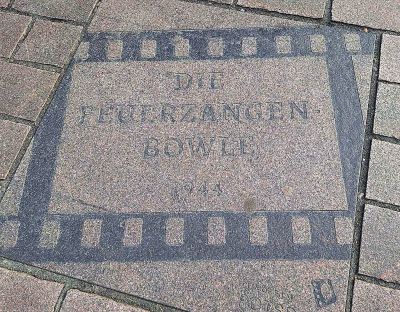 DIE
FEUERZANGEN-
BOWLE
1944